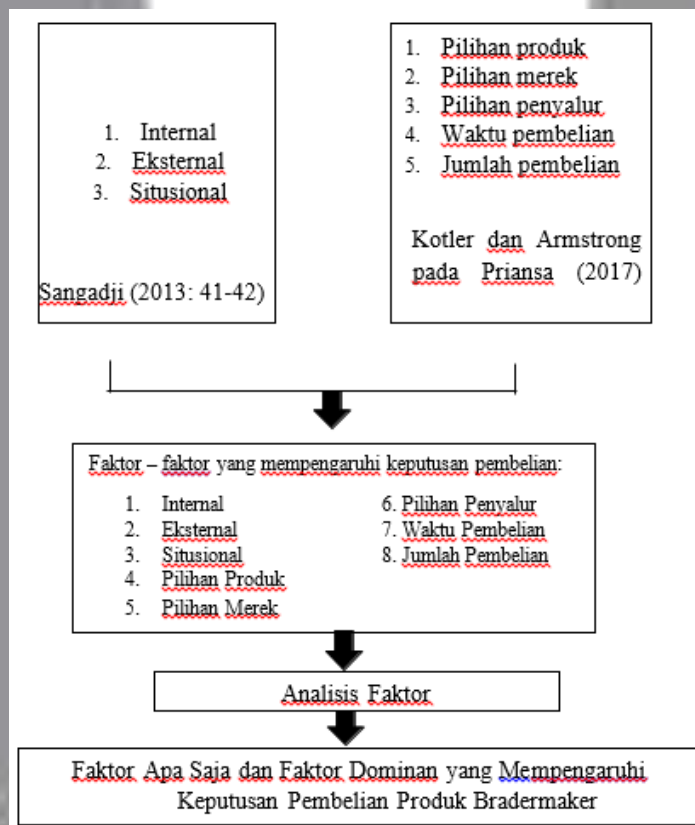 1. Internal
2. Eksternal
3. Situsional
Sangadji (2013: 41-42)
1. Pilihan produk
2. Pilihan merek
3. Pilihan penyalur
4. Waktu pembelian
5. Jumlah pembelian
Kotler dan Armstrong
pada Priansa (2017)
Faktor – faktor yang mempengaruhi keputusan pembelian:
1. Internal
2. Eksternal
3. Situsional
4. Pilihan Produk
5. Pilihan Merek
6. Pilihan Penyalur
7. Waktu Pembelian
8. Jumlah Pembelian
Analisis Faktor
Faktor Apa Saja dan Faktor Dominan yang Mempengaruhi
Keputusan Pembelian Produk Bradermaker